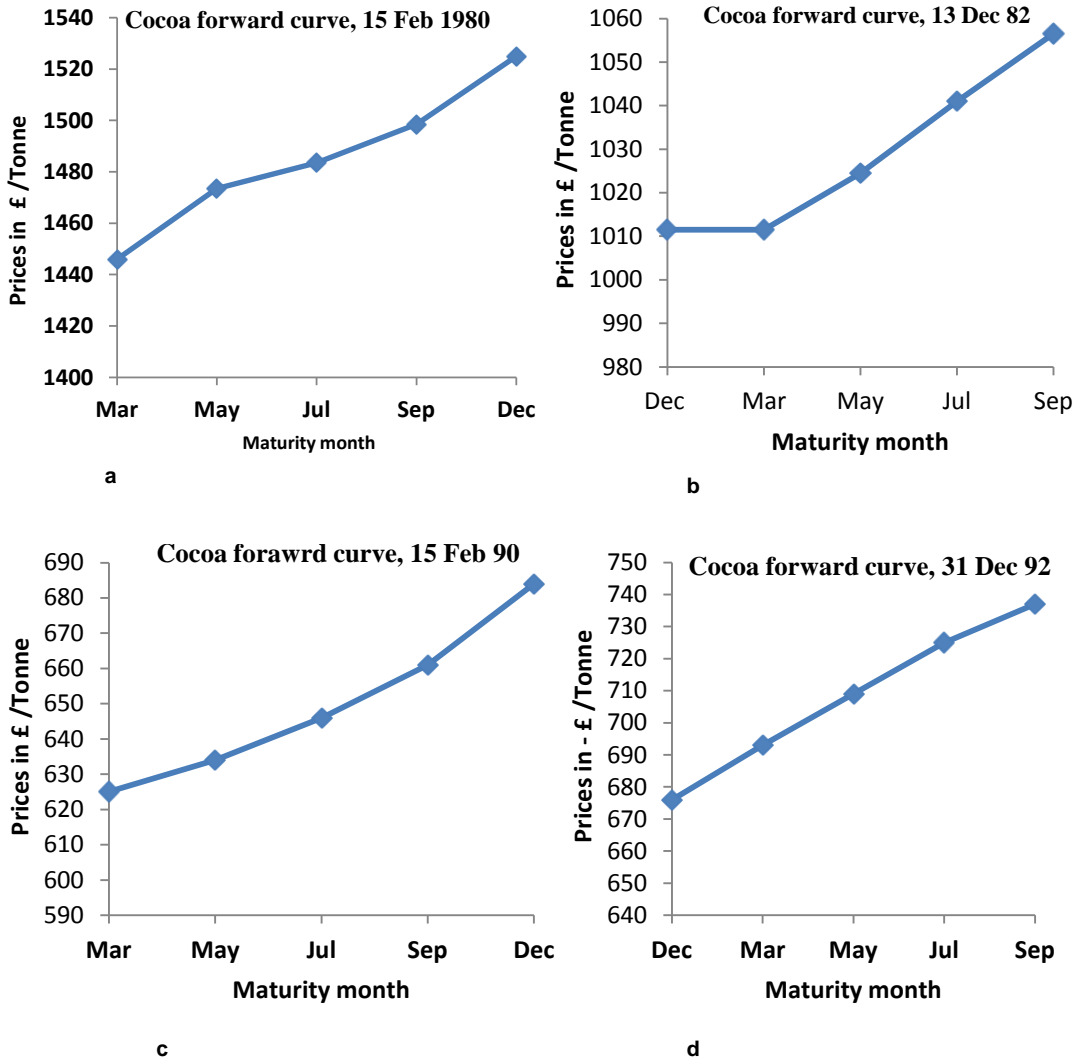 Cocoa forward curve, 15 Feb 1980
Prices in £ /Tonne
1540
1520
1500
1480
1460
1440
1420
1400
Mar May Jul Sep Dec
Maturity month
a
Cocoa forward curve, 13 Dec 82
Prices in £ /Tonne
1060
1050
1040
1030
1020
1010
1000
990
980
Dec Mar May Jul Sep
Maturity month
b
Cocoa forawrd curve, 15 Feb 90
Prices in £ /Tonne
690
680
670
660
650
640
630
620
610
600
590
Mar May Jul Sep Dec
Maturity month
c
Cocoa forward curve, 31 Dec 92
Prices in - £ /Tonne
750
740
730
720
710
700
690
680
670
660
650
640
Dec Mar May Jul Sep
Maturity month
d